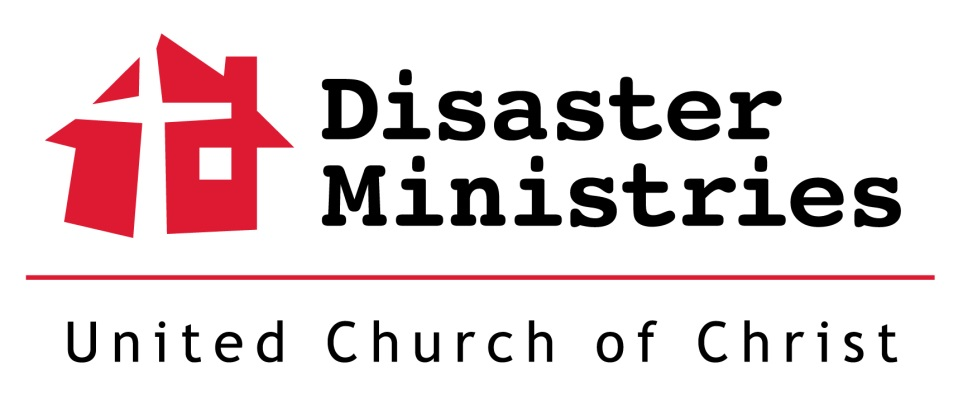 Disaster
Ministries
United Church of Christ